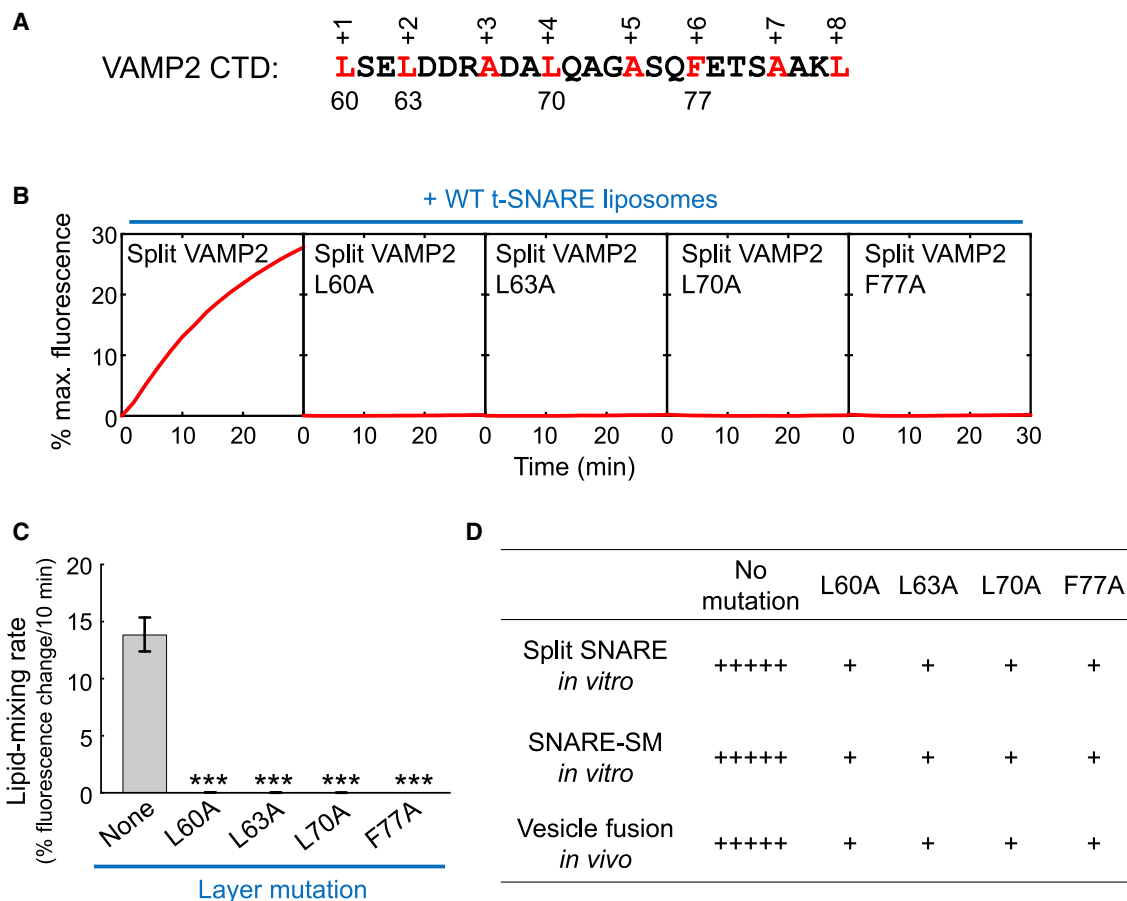 A
+1 +2 +3 +4 +5 +6 +7 +8
VAMP2 CTD: LSELDDRADALQAGASQFETSAAKL
60 63 70 77
B
+ WT t-SNARE liposomes
Split VAMP2
Split VAMP2 L60A
Split VAMP2 L63A
Split VAMP2 L70A
Split VAMP2 F77A
% max. fluorescence
30
20
10
0
0 10 20 0 10 20 0 10 20 0 10 20 0 10 20 30
Time (min)
C
Lipid-mixing rate
(% fluorescence change/10 min)
20
15
10
5
0
*** *** *** ***
None L60A L63A L70A F77A
Layer mutation
D
No mutation L60A L63A L70A F77A
Split SNARE in vitro +++++ + + + +
SNARE-SM in vitro +++++ + + + +
Vesicle fusion in vivo +++++ + + + +